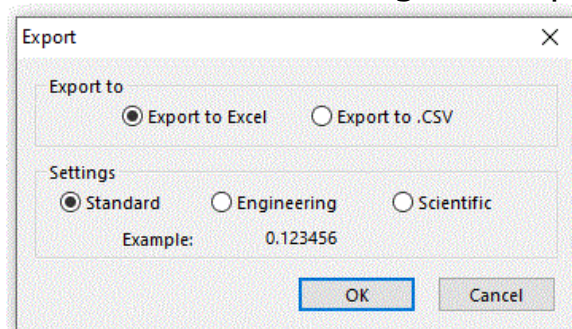 Export
Export to
Export to Excel Export to .CSV
Settings
Standard Engineering Scientific
Example: 0.123456
OK Cancel